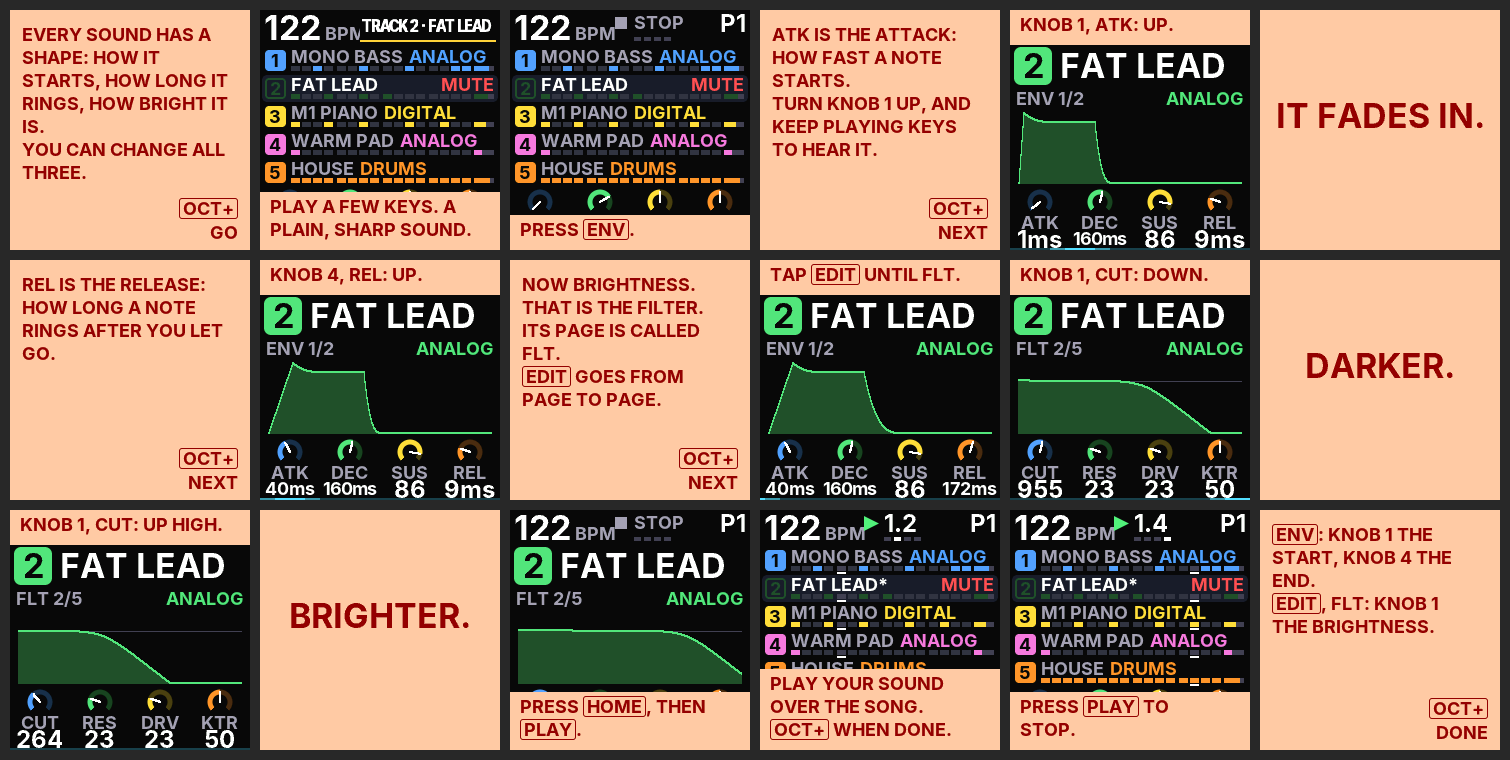 EVERY SOUND HAS A
SHAPE: HOW IT
STARTS, HOW LONG IT
RINGS, HOW BRIGHT IT
IS.
YOU CAN CHANGE ALL
THREE.
OCT+
GO
122 BPM TRACK 2 · FAT LEAD
1 MONO BASS ANALOG
2 FAT LEAD MUTE
3 M1 PIANO DIGITAL
4 WARM PAD ANALOG
5 HOUSE DRUMS
PLAY A FEW KEYS. A
PLAIN, SHARP SOUND.
122 BPM STOP P1
1 MONO BASS ANALOG
2 FAT LEAD MUTE
3 M1 PIANO DIGITAL
4 WARM PAD ANALOG
5 HOUSE DRUMS
PRESS ENV.
ATK IS THE ATTACK:
HOW FAST A NOTE
STARTS.
TURN KNOB 1 UP, AND
KEEP PLAYING KEYS
TO HEAR IT.
OCT+
NEXT
KNOB 1, ATK: UP.
2 FAT LEAD
ENV 1/2 ANALOG
ATK DEC SUS REL
1ms 160ms 86 9ms
IT FADES IN.
REL IS THE RELEASE:
HOW LONG A NOTE
RINGS AFTER YOU LET
GO.
OCT+
NEXT
KNOB 4, REL: UP.
2 FAT LEAD
ENV 1/2 ANALOG
ATK DEC SUS REL
40ms 160ms 86 9ms
NOW BRIGHTNESS.
THAT IS THE FILTER.
ITS PAGE IS CALLED
FLT.
EDIT GOES FROM
PAGE TO PAGE.
OCT+
NEXT
TAP EDIT UNTIL FLT.
2 FAT LEAD
ENV 1/2 ANALOG
ATK DEC SUS REL
40ms 160ms 86 172ms
KNOB 1, CUT: DOWN.
2 FAT LEAD
FLT 2/5 ANALOG
CUT RES DRV KTR
955 23 23 50
DARKER.
KNOB 1, CUT: UP HIGH.
2 FAT LEAD
FLT 2/5 ANALOG
CUT RES DRV KTR
264 23 23 50
BRIGHTER.
122 BPM STOP P1
2 FAT LEAD
FLT 2/5 ANALOG
PRESS HOME, THEN
PLAY.
122 BPM 1.2 P1
1 MONO BASS ANALOG
2 FAT LEAD* MUTE
3 M1 PIANO DIGITAL
4 WARM PAD ANALOG
5 HOUSE DRUMS
PLAY YOUR SOUND
OVER THE SONG.
OCT+ WHEN DONE.
122 BPM 1.4 P1
1 MONO BASS ANALOG
2 FAT LEAD* MUTE
3 M1 PIANO DIGITAL
4 WARM PAD ANALOG
5 HOUSE DRUMS
PRESS PLAY TO
STOP.
ENV: KNOB 1 THE
START, KNOB 4 THE
END.
EDIT, FLT: KNOB 1
THE BRIGHTNESS.
OCT+
DONE